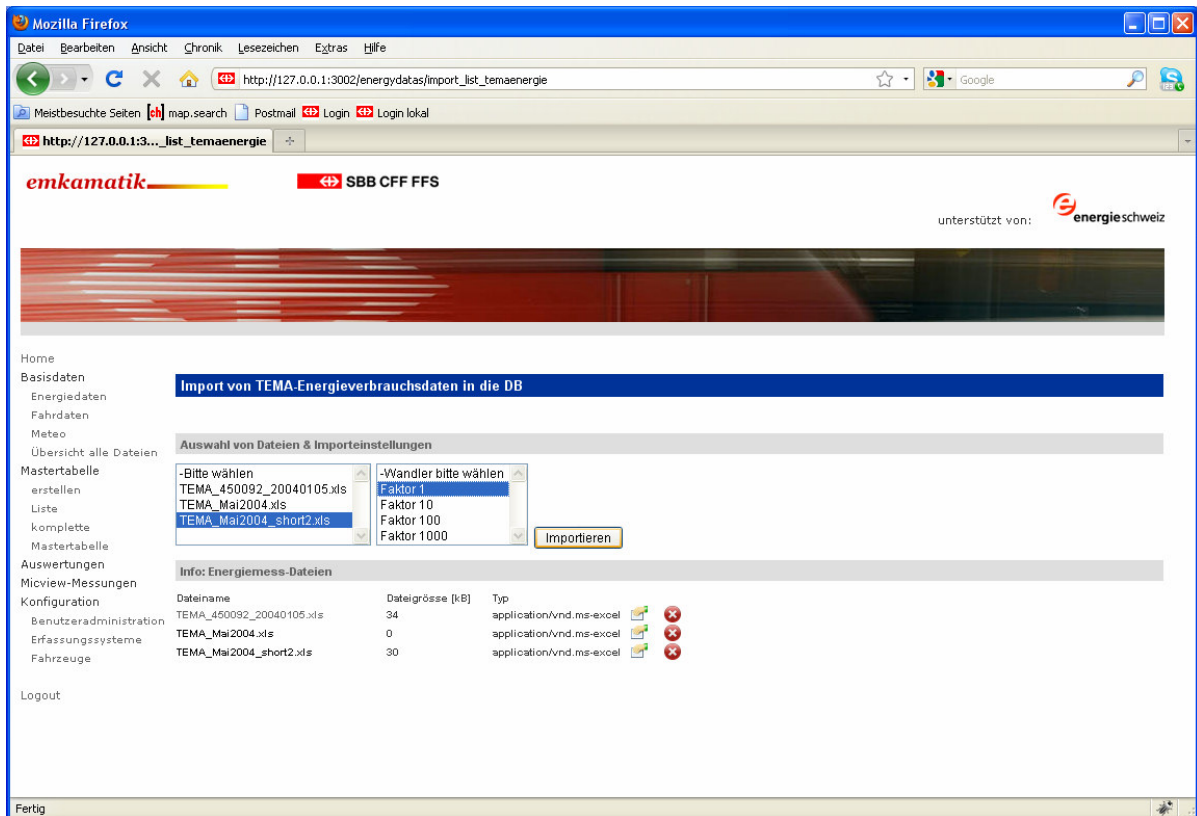 Mozilla Firefox
Datei Bearbeiten Ansicht Chronik Lesezeichen Extras Hilfe
http://127.0.0.1:3002/energydatas/import_list_temaenergie
Google
Meistbesuchte Seiten [ch] map.search Postmail Login Login lokal
http://127.0.0.1:3..._list_temaenergie
emkamatik
SBB CFF FFS
unterstützt von:
energieschweiz
Home
Basisdaten
Energiedaten
Fahrdaten
Meteo
Übersicht alle Dateien
Mastertabelle
erstellen
Liste
komplette
Mastertabelle
Auswertungen
Micview-Messungen
Konfiguration
Benutzeradministration
Erfassungssysteme
Fahrzeuge
Logout
Import von TEMA-Energieverbrauchsdaten in die DB
Auswahl von Dateien & Importeinstellungen
-Bitte wählen
TEMA_450092_20040105.xls
TEMA_Mai2004.xls
TEMA_Mai2004_short2.xls
-Wandler bitte wählen
Faktor 1
Faktor 10
Faktor 100
Faktor 1000
Importieren
Info: Energiemess-Dateien
Dateiname Dateigrösse [kB] Typ
TEMA_450092_20040105.xls 34 application/vnd.ms-excel
TEMA_Mai2004.xls 0 application/vnd.ms-excel
TEMA_Mai2004_short2.xls 30 application/vnd.ms-excel
Fertig